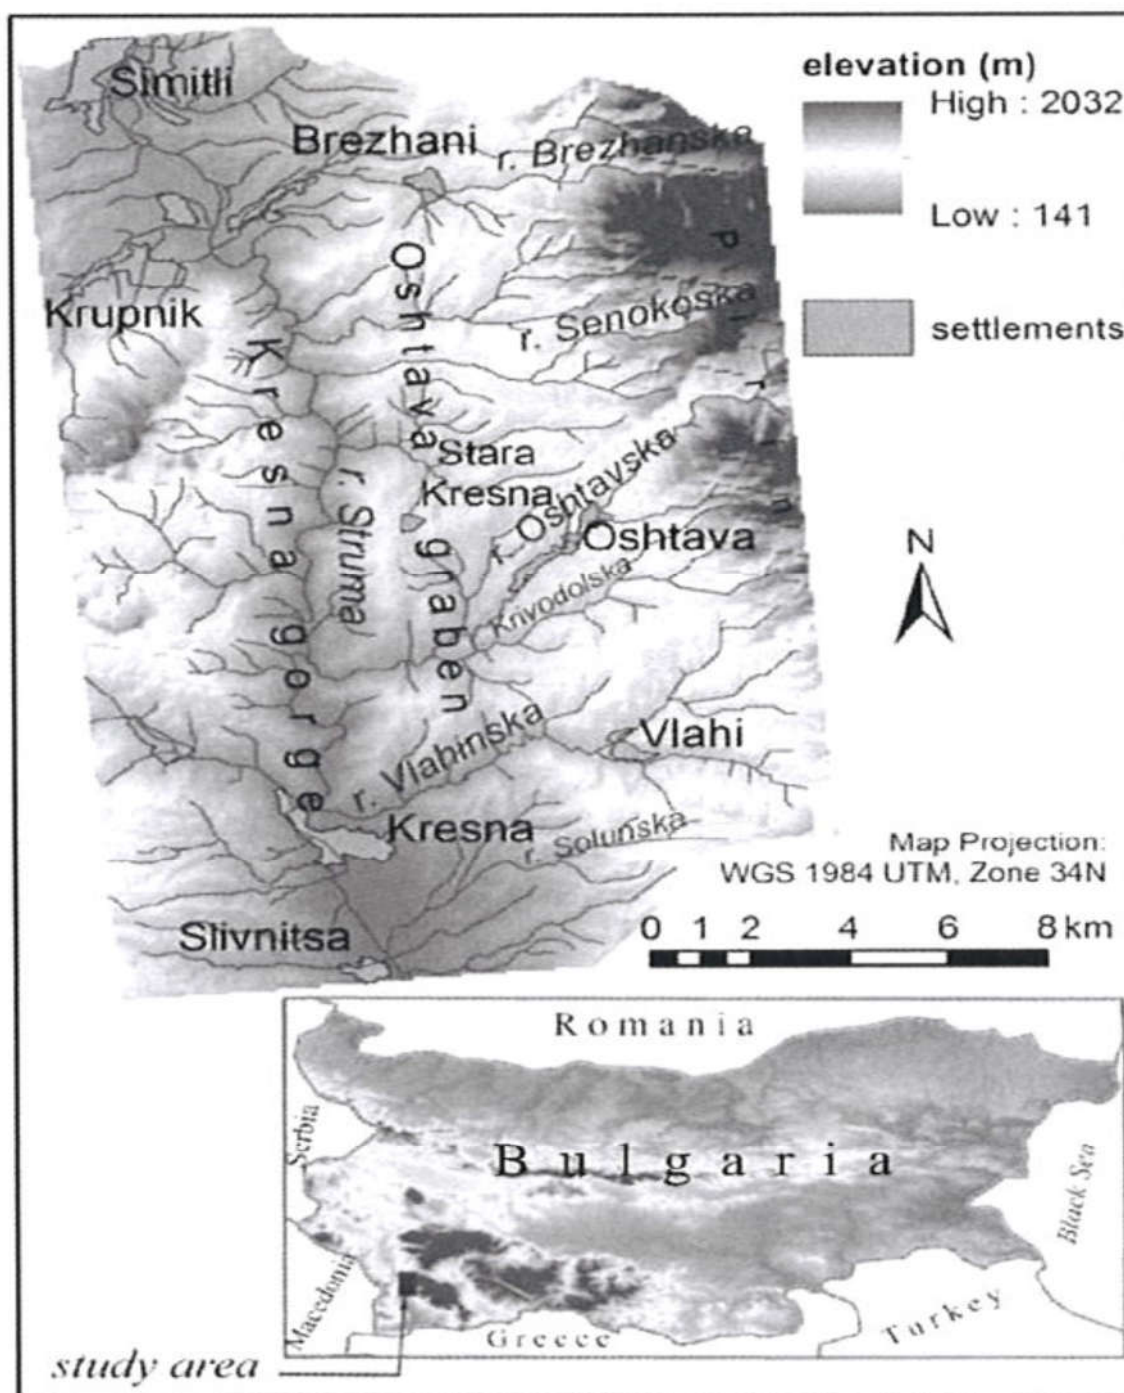 Simitli
elevation (m)
High : 2032
Brezhani
r. Brezhanska
Low : 141
Pirin
Oshtava graben
Krupnik
r. Senokoska
settlements
Kresna gorge
Stara
Kresna
r. Struma
r. Oshtavska
Oshtava
N
Krivodolska
Vlahi
r. Vlahinska
Kresna
r. Solunska
Map Projection:
WGS 1984 UTM, Zone 34N
Slivnitsa
0 1 2 4 6 8 km
Romania
Serbia
Bulgaria
Black Sea
Macedonia
Turkey
Greece
study area